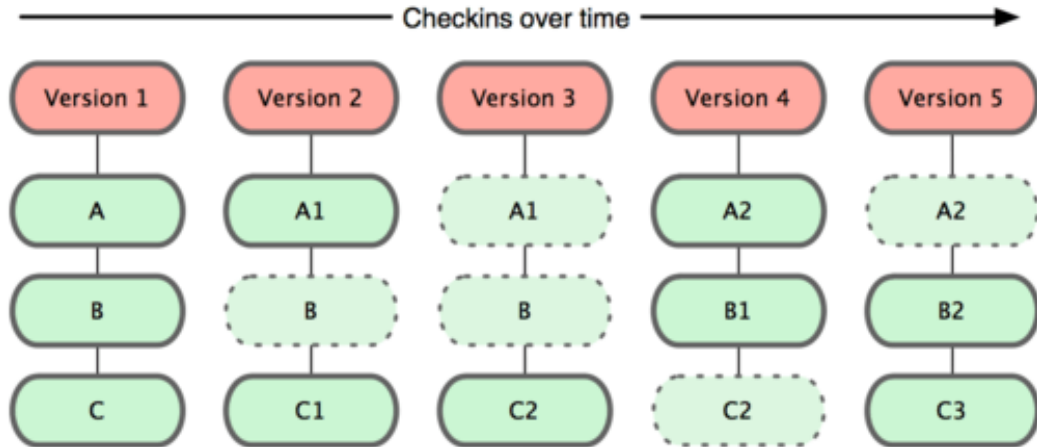 Checkins over time
Version 1 Version 2 Version 3 Version 4 Version 5
A A1 A1 A2 A2
B B B B1 B2
C C1 C2 C2 C3